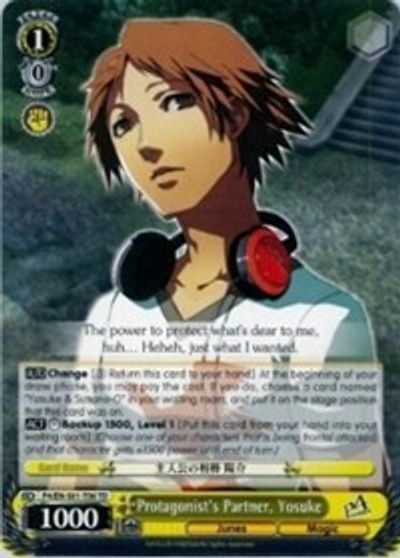 1
0
The power to protect what's dear to me,
huh... Heheh, just what I wanted.
Change [ Return this card to your hand] At the beginning of
draw phase, you may pay the cost. If you do, choose a card named
"Yosuke & in your waiting room, and put it on the stage position
that this card was on.
ACT Backup 1500, Level 1 [Put this card from your hand into
waiting room] (Choose one of your characters that is being frontal attacked
and that character gets +1500 power until end of turn.)
Card Name 主人公の相棒 陽介
TD
1000
Protagonist's Partner, Yosuke
Junes Magic